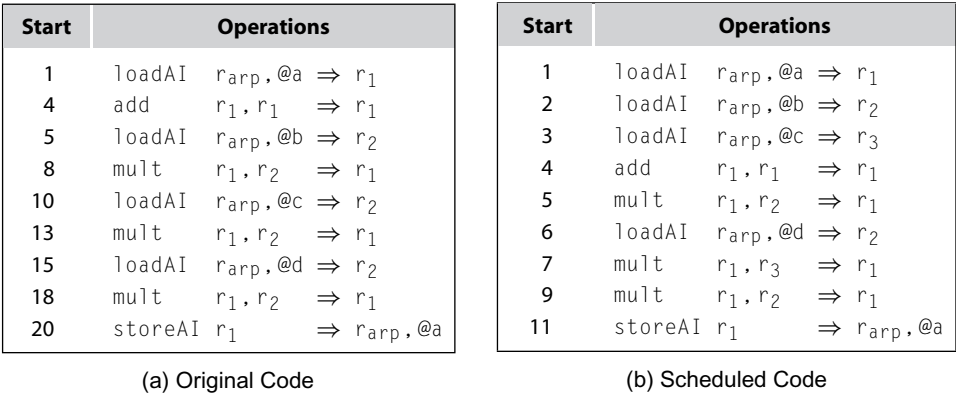 Start Operations
1 loadAI r_arp,@a ⇒ r_1
4 add r_1,r_1 ⇒ r_1
5 loadAI r_arp,@b ⇒ r_2
8 mult r_1,r_2 ⇒ r_1
10 loadAI r_arp,@c ⇒ r_2
13 mult r_1,r_2 ⇒ r_1
15 loadAI r_arp,@d ⇒ r_2
18 mult r_1,r_2 ⇒ r_1
20 storeAI r_1 ⇒ r_arp,@a
(a) Original Code
Start Operations
1 loadAI r_arp,@a ⇒ r_1
2 loadAI r_arp,@b ⇒ r_2
3 loadAI r_arp,@c ⇒ r_3
4 add r_1,r_1 ⇒ r_1
5 mult r_1,r_2 ⇒ r_1
6 loadAI r_arp,@d ⇒ r_2
7 mult r_1,r_3 ⇒ r_1
9 mult r_1,r_2 ⇒ r_1
11 storeAI r_1 ⇒ r_arp,@a
(b) Scheduled Code